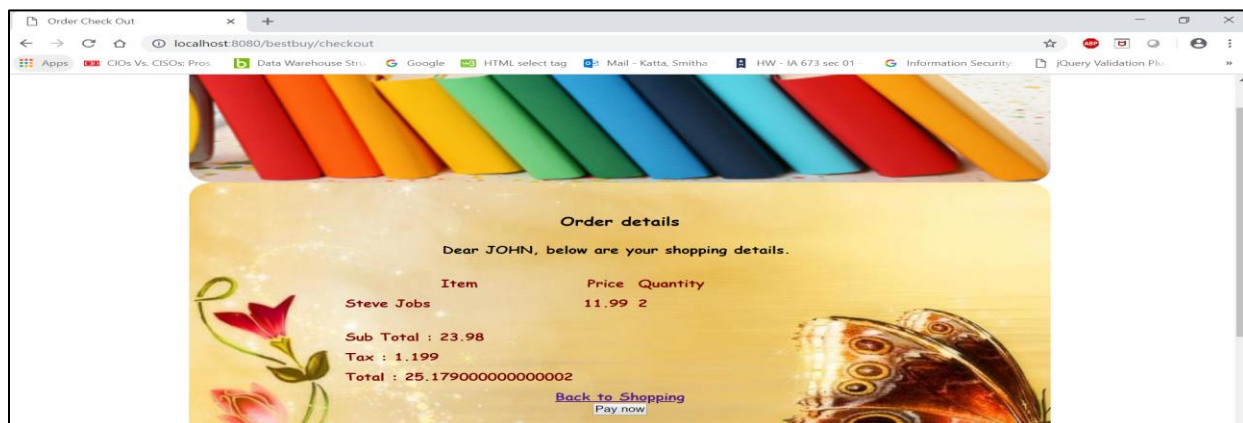 Order Check Out
localhost:8080/bestbuy/checkout
ABP
Apps CIOs Vs. CISOs: Pros, Data Warehouse Stru Google HTML select tag Mail - Katta, Smitha HW - IA 673 sec 01 - Information Security: jQuery Validation Plu
Order details
Dear JOHN, below are your shopping details.
Item Price Quantity
Steve Jobs 11.99 2
Sub Total : 23.98
Tax : 1.199
Total : 25.179000000000002
Back to Shopping
Pay now